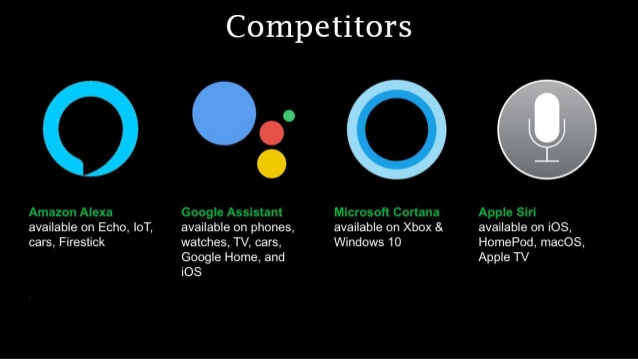 Competitors
Amazon Alexa
available on Echo, IoT,
cars, Firestick
Google Assistant
available on phones,
watches, TV, cars,
Google Home, and
iOS
Microsoft Cortana
available on Xbox &
Windows 10
Apple Siri
available on iOS,
HomePod, macOS,
Apple TV